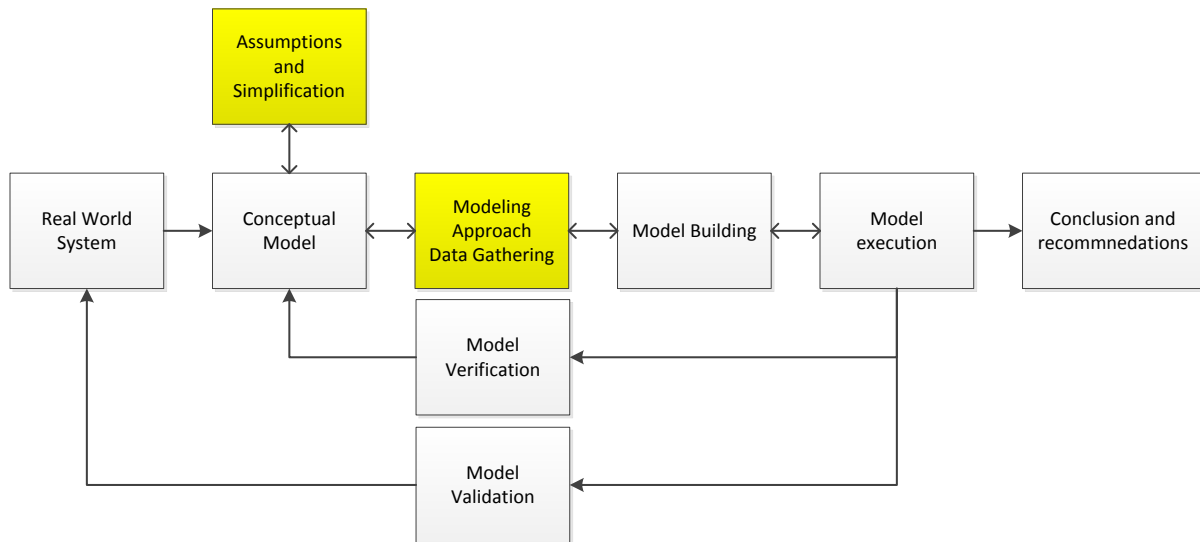 Assumptions
and
Simplification
Real World
System
Conceptual
Model
Modeling
Approach
Data Gathering
Model Building
Model
execution
Conclusion and
recommnedations
Model
Verification
Model
Validation